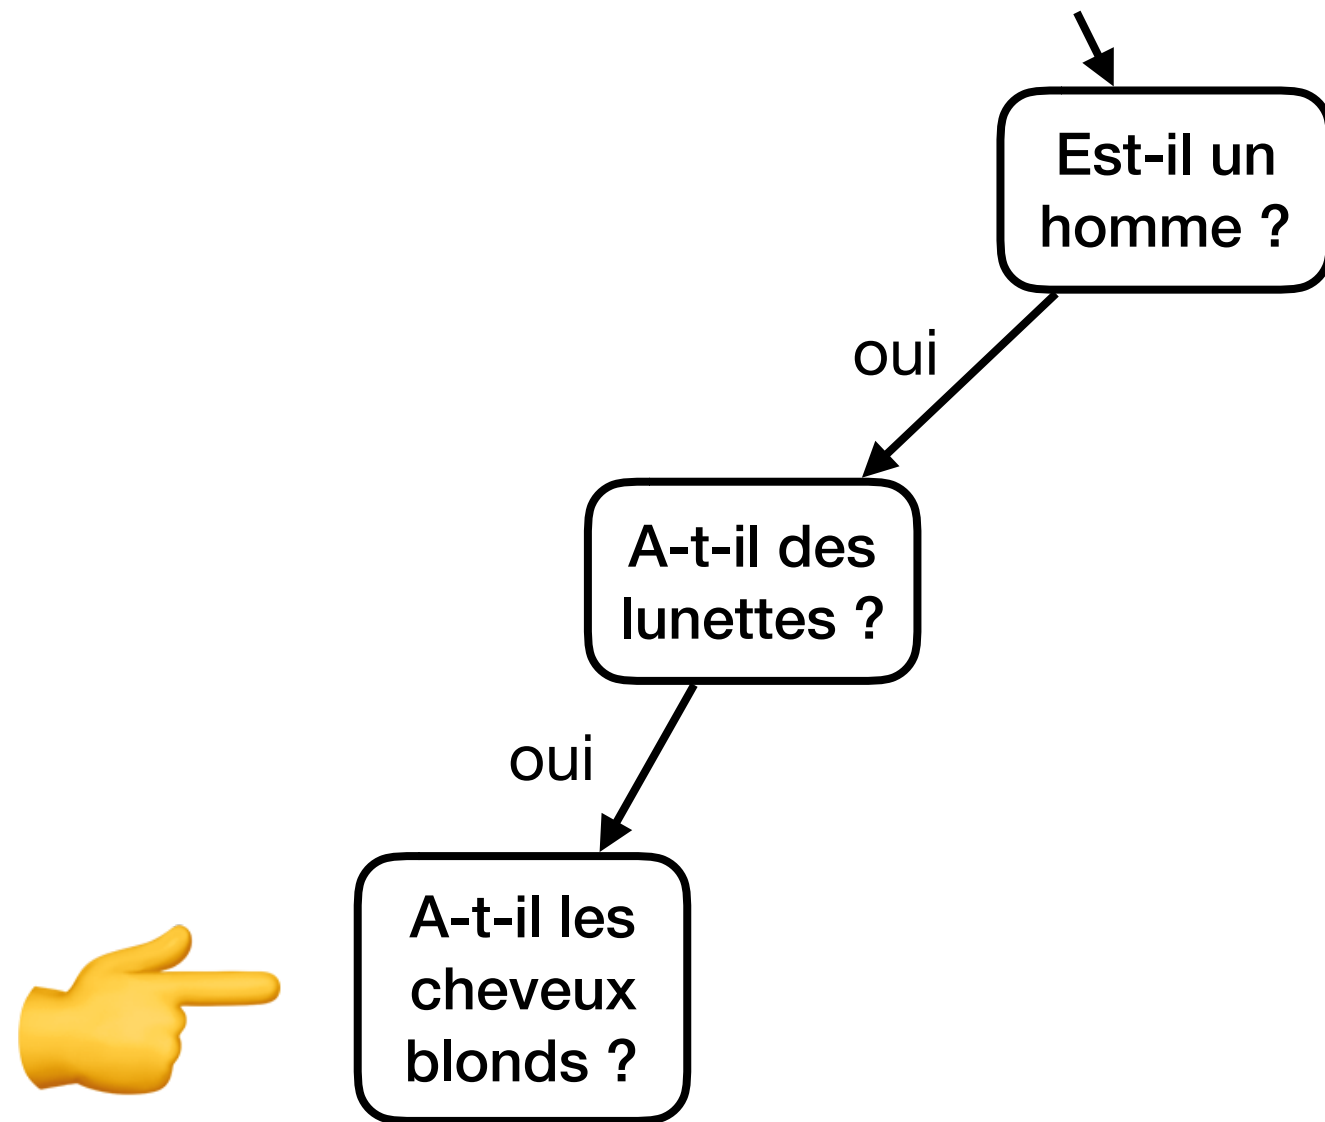 Est-il un
homme ?
oui
A-t-il des
lunettes ?
oui
A-t-il les
cheveux
blonds ?